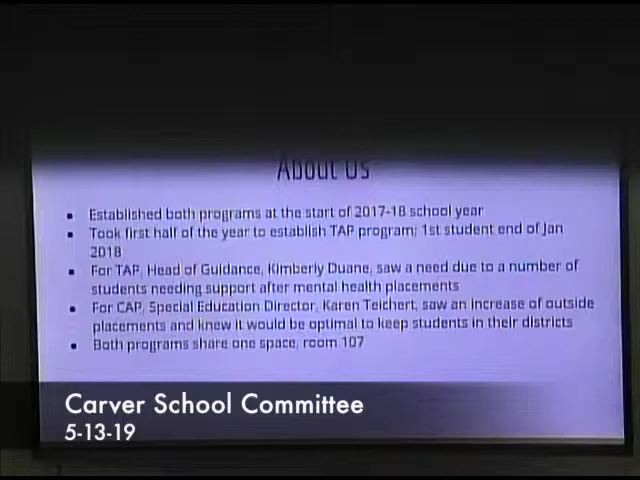 About Us
• Established both programs at the start of 2017-18 school year
• Took first half of the year to establish TAP program; 1st student end of Jan
2018
• For TAP, Head of Guidance, Kimberly Duane, saw a need due to a number of
students needing support after mental health placements
• For CAP, Special Education Director, Karen Teichert, saw an increase of outside
placements and knew it would be optimal to keep students in their districts
• Both programs share one space, room 107
Carver School Committee
5-13-19